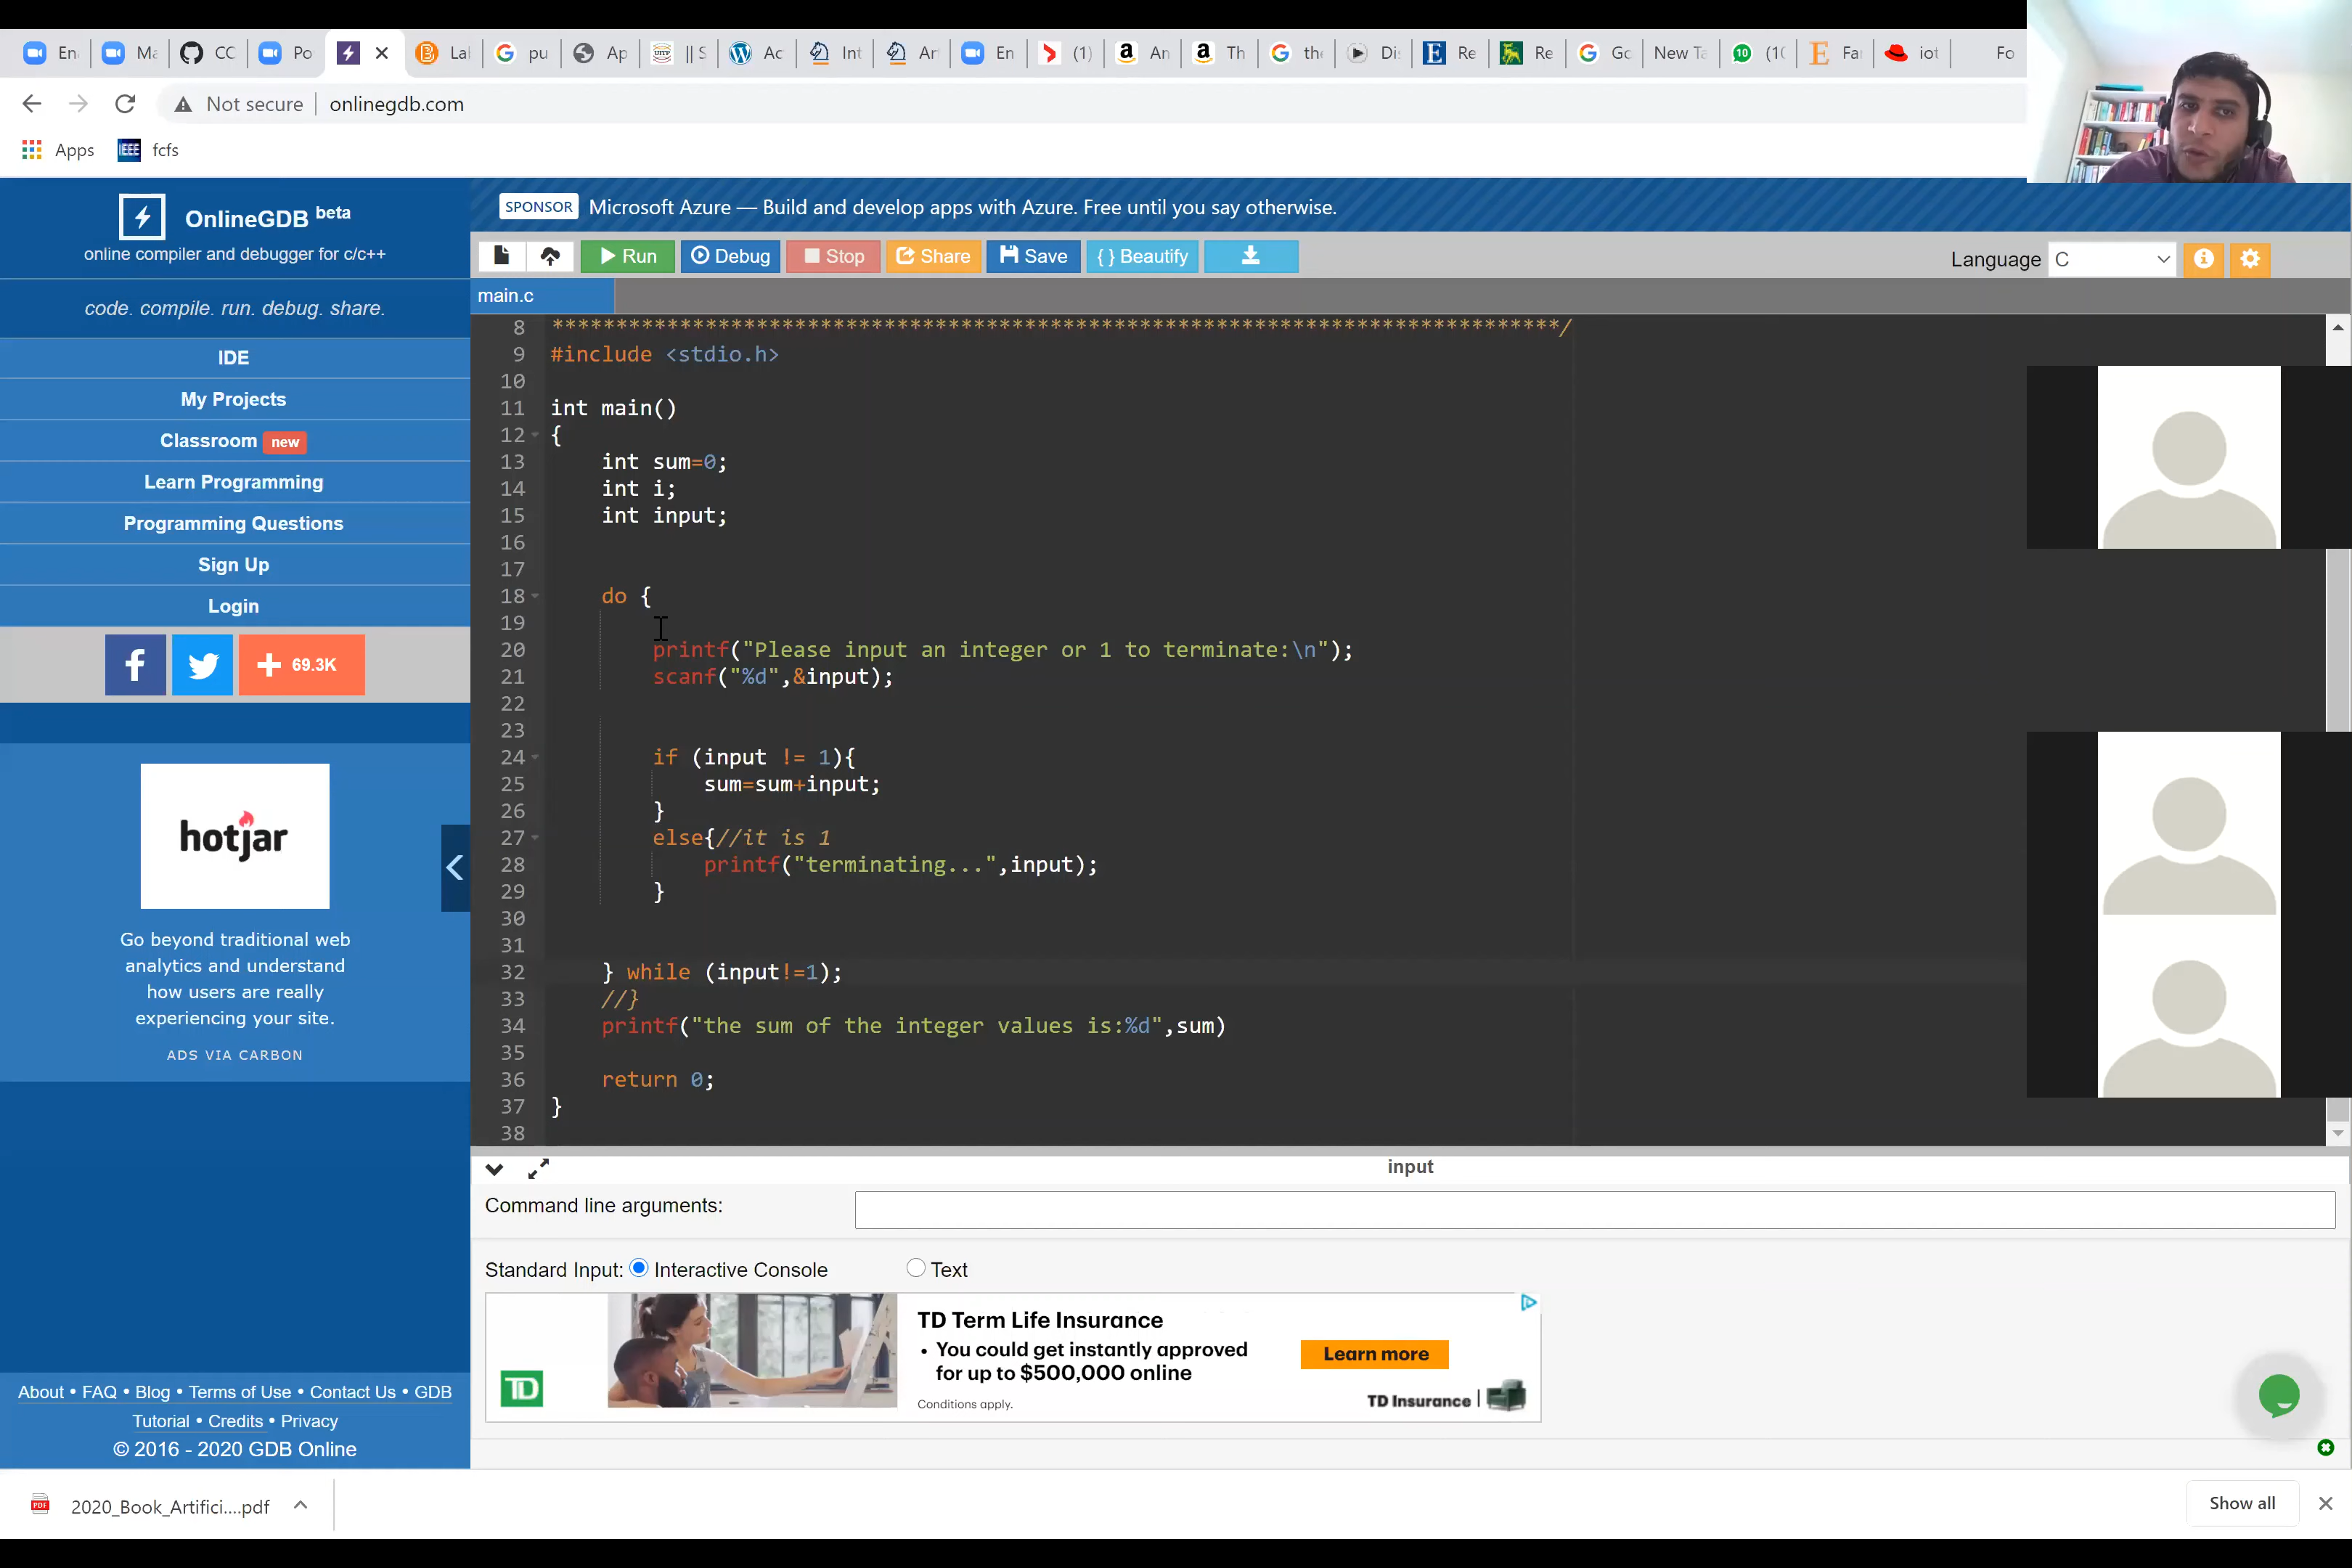 En
Ma
CC
Po
Lal
pu
Ap
|| S
Ac
Int
Ar
En
(1)
An
Th
the
Di
Re
Re
Gc
New Ta
10
(1(
Fa
iot
Fo
Not secure
onlinegdb.com
Apps
IEEE
fcfs
OnlineGDB beta
online compiler and debugger for c/c++
code. compile. run. debug. share.
IDE
My Projects
Classroom new
Learn Programming
Programming Questions
Sign Up
Login
69.3K
hotjar
Go beyond traditional web
analytics and understand
how users are really
experiencing your site.
ADS VIA CARBON
About • FAQ • Blog • Terms of Use • Contact Us • GDB
Tutorial • Credits • Privacy
© 2016 - 2020 GDB Online
SPONSOR Microsoft Azure — Build and develop apps with Azure. Free until you say otherwise.
Run Debug Stop Share Save { } Beautify
Language C
main.c
8 *******************************************************************************/
9 #include <stdio.h>
10
11 int main()
12 {
13 int sum=0;
14 int i;
15 int input;
16
17
18 do {
19
20 printf("Please input an integer or 1 to terminate:\n");
21 scanf("%d",&input);
22
23
24 if (input != 1){
25 sum=sum+input;
26 }
27 else{//it is 1
28 printf("terminating...",input);
29 }
30
31
32 } while (input!=1);
33 //}
34 printf("the sum of the integer values is:%d",sum)
35
36 return 0;
37 }
38
input
Command line arguments:
Standard Input: Interactive Console Text
TD
TD Term Life Insurance
• You could get instantly approved
for up to $500,000 online
Conditions apply.
Learn more
TD Insurance
PDF
2020_Book_Artifici....pdf
Show all